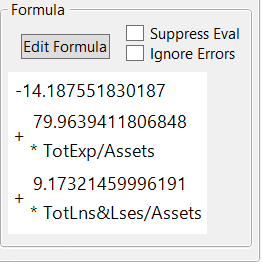 Formula
Suppress Eval
Edit Formula
Ignore Errors
-14.187551830187
79.9639411806848
+
* TotExp/Assets
9.17321459996191
+
* TotLns&Lses/Assets